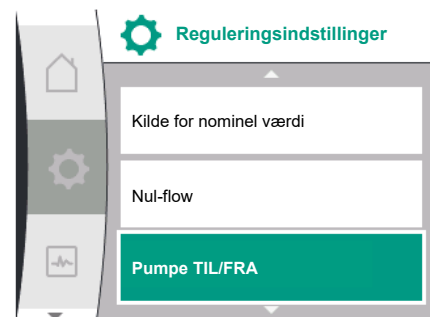 Reguleringsindstillinger
Kilde for nominel værdi
Nul-flow
Pumpe TIL/FRA